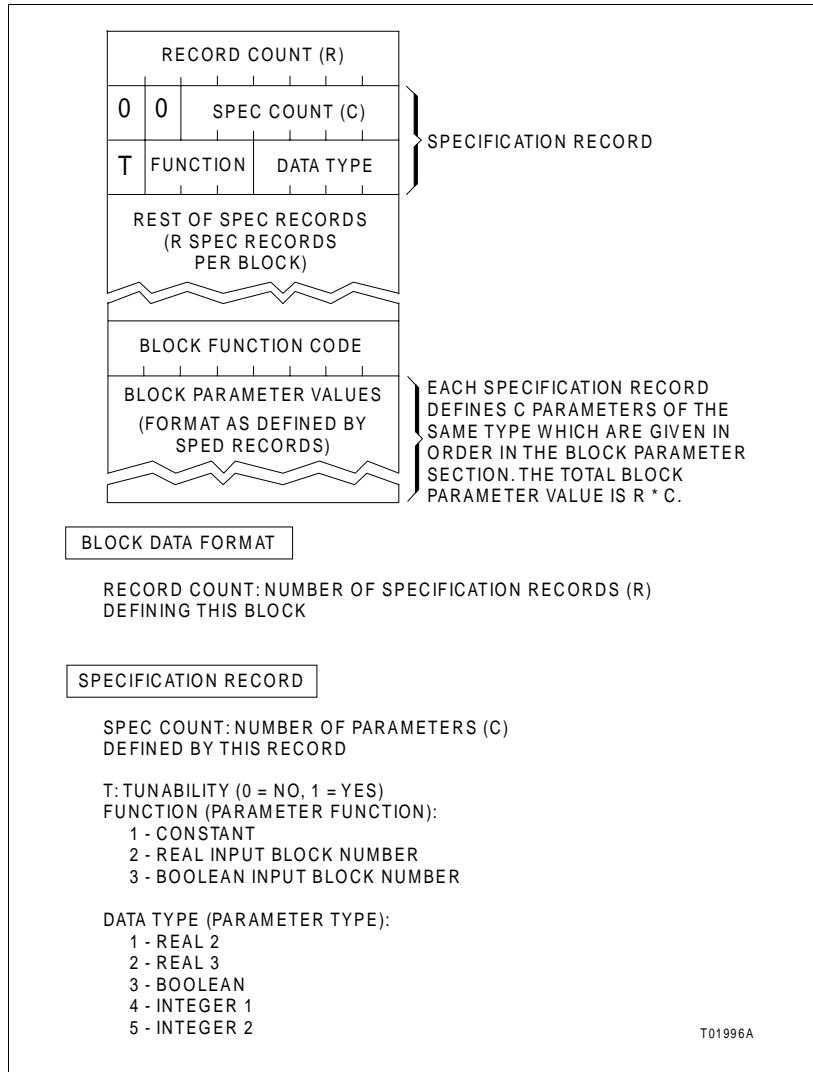 RECORD COUNT (R)
0 0 SPEC COUNT (C)
T FUNCTION DATA TYPE
SPECIFICATION RECORD
REST OF SPEC RECORDS
(R SPEC RECORDS
PER BLOCK)
BLOCK FUNCTION CODE
BLOCK PARAMETER VALUES
(FORMAT AS DEFINED BY
SPED RECORDS)
EACH SPECIFICATION RECORD
DEFINES C PARAMETERS OF THE
SAME TYPE WHICH ARE GIVEN IN
ORDER IN THE BLOCK PARAMETER
SECTION. THE TOTAL BLOCK
PARAMETER VALUE IS R * C.
BLOCK DATA FORMAT
RECORD COUNT: NUMBER OF SPECIFICATION RECORDS (R)
DEFINING THIS BLOCK
SPECIFICATION RECORD
SPEC COUNT: NUMBER OF PARAMETERS (C)
DEFINED BY THIS RECORD
T: TUNABILITY (0 = NO, 1 = YES)
FUNCTION (PARAMETER FUNCTION):
1 - CONSTANT
2 - REAL INPUT BLOCK NUMBER
3 - BOOLEAN INPUT BLOCK NUMBER
DATA TYPE (PARAMETER TYPE):
1 - REAL 2
2 - REAL 3
3 - BOOLEAN
4 - INTEGER 1
5 - INTEGER 2
T01996A